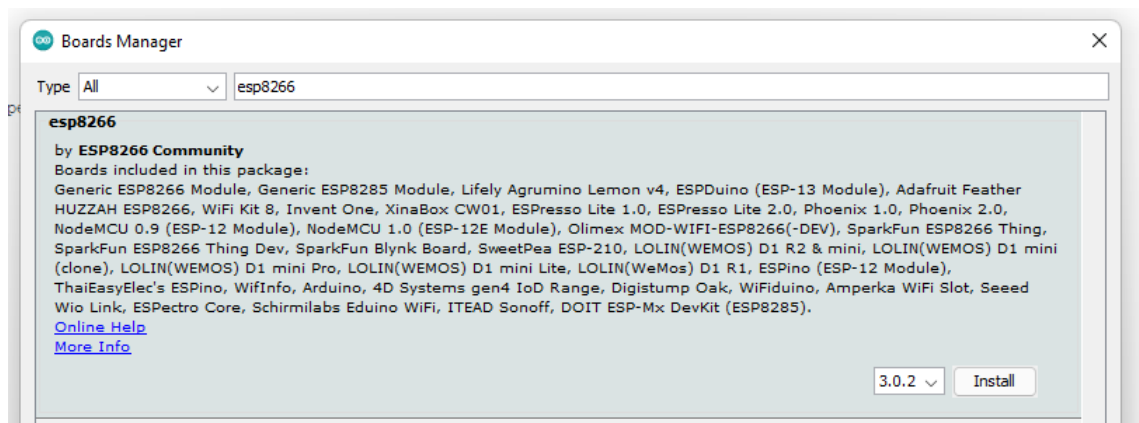 Boards Manager
Type All esp8266
pe
esp8266
by ESP8266 Community
Boards included in this package:
Generic ESP8266 Module, Generic ESP8285 Module, Lifely Agrumino Lemon v4, ESPDuino (ESP-13 Module), Adafruit Feather
HUZZAH ESP8266, WiFi Kit 8, Invent One, XinaBox CW01, ESPresso Lite 1.0, ESPresso Lite 2.0, Phoenix 1.0, Phoenix 2.0,
NodeMCU 0.9 (ESP-12 Module), NodeMCU 1.0 (ESP-12E Module), Olimex MOD-WIFI-ESP8266(-DEV), SparkFun ESP8266 Thing,
SparkFun ESP8266 Thing Dev, SparkFun Blynk Board, SweetPea ESP-210, LOLIN(WEMOS) D1 R2 & mini, LOLIN(WEMOS) D1 mini
(clone), LOLIN(WEMOS) D1 mini Pro, LOLIN(WEMOS) D1 mini Lite, LOLIN(WeMos) D1 R1, ESPino (ESP-12 Module),
ThaiEasyElec's ESPino, WifInfo, Arduino, 4D Systems gen4 IoD Range, Digistump Oak, WiFiduino, Amperka WiFi Slot, Seeed
Wio Link, ESPectro Core, Schirmilabs Eduino WiFi, ITEAD Sonoff, DOIT ESP-Mx DevKit (ESP8285).
Online Help
More Info
3.0.2 Install